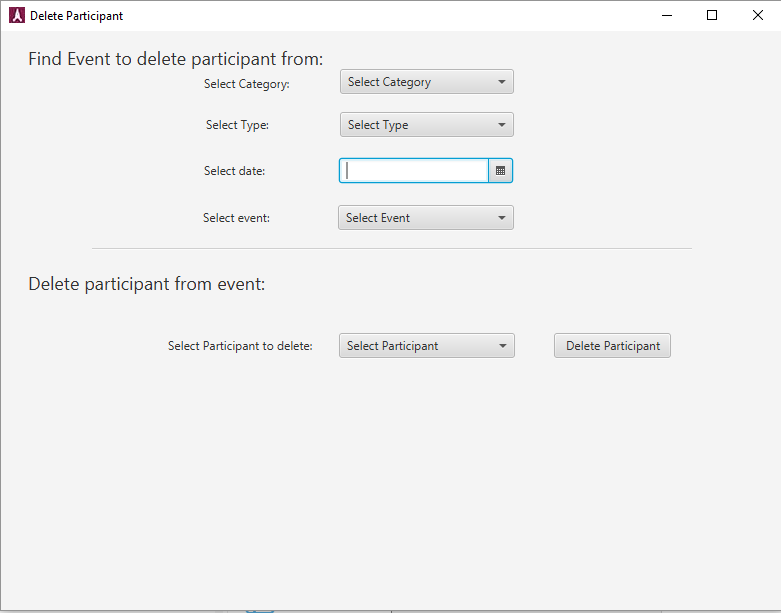 Delete Participant
Find Event to delete participant from:
Select Category: Select Category
Select Type: Select Type
Select date:
Select event: Select Event
Delete participant from event:
Select Participant to delete: Select Participant Delete Participant